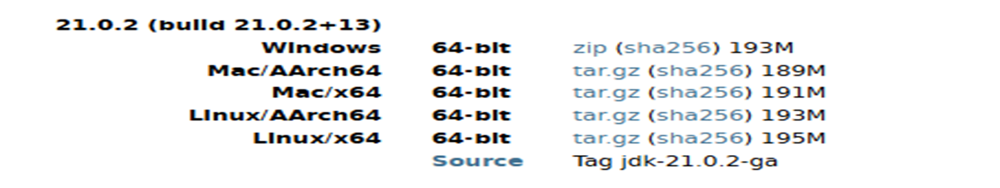 21.0.2 (build 21.0.2+13)
Windows 64-bit zip (sha256) 193M
Mac/AArch64 64-bit tar.gz (sha256) 189M
Mac/x64 64-bit tar.gz (sha256) 191M
Linux/AArch64 64-bit tar.gz (sha256) 193M
Linux/x64 64-bit tar.gz (sha256) 195M
Source Tag jdk-21.0.2-ga